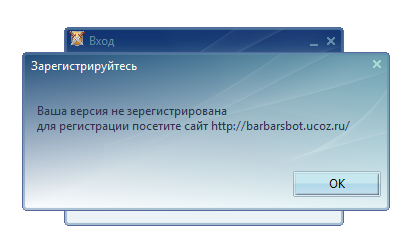 Вход
Зарегистрируйтесь
Ваша версия не зерегистрирована
для регистрации посетите сайт http://barbarsbot.ucoz.ru/
OK